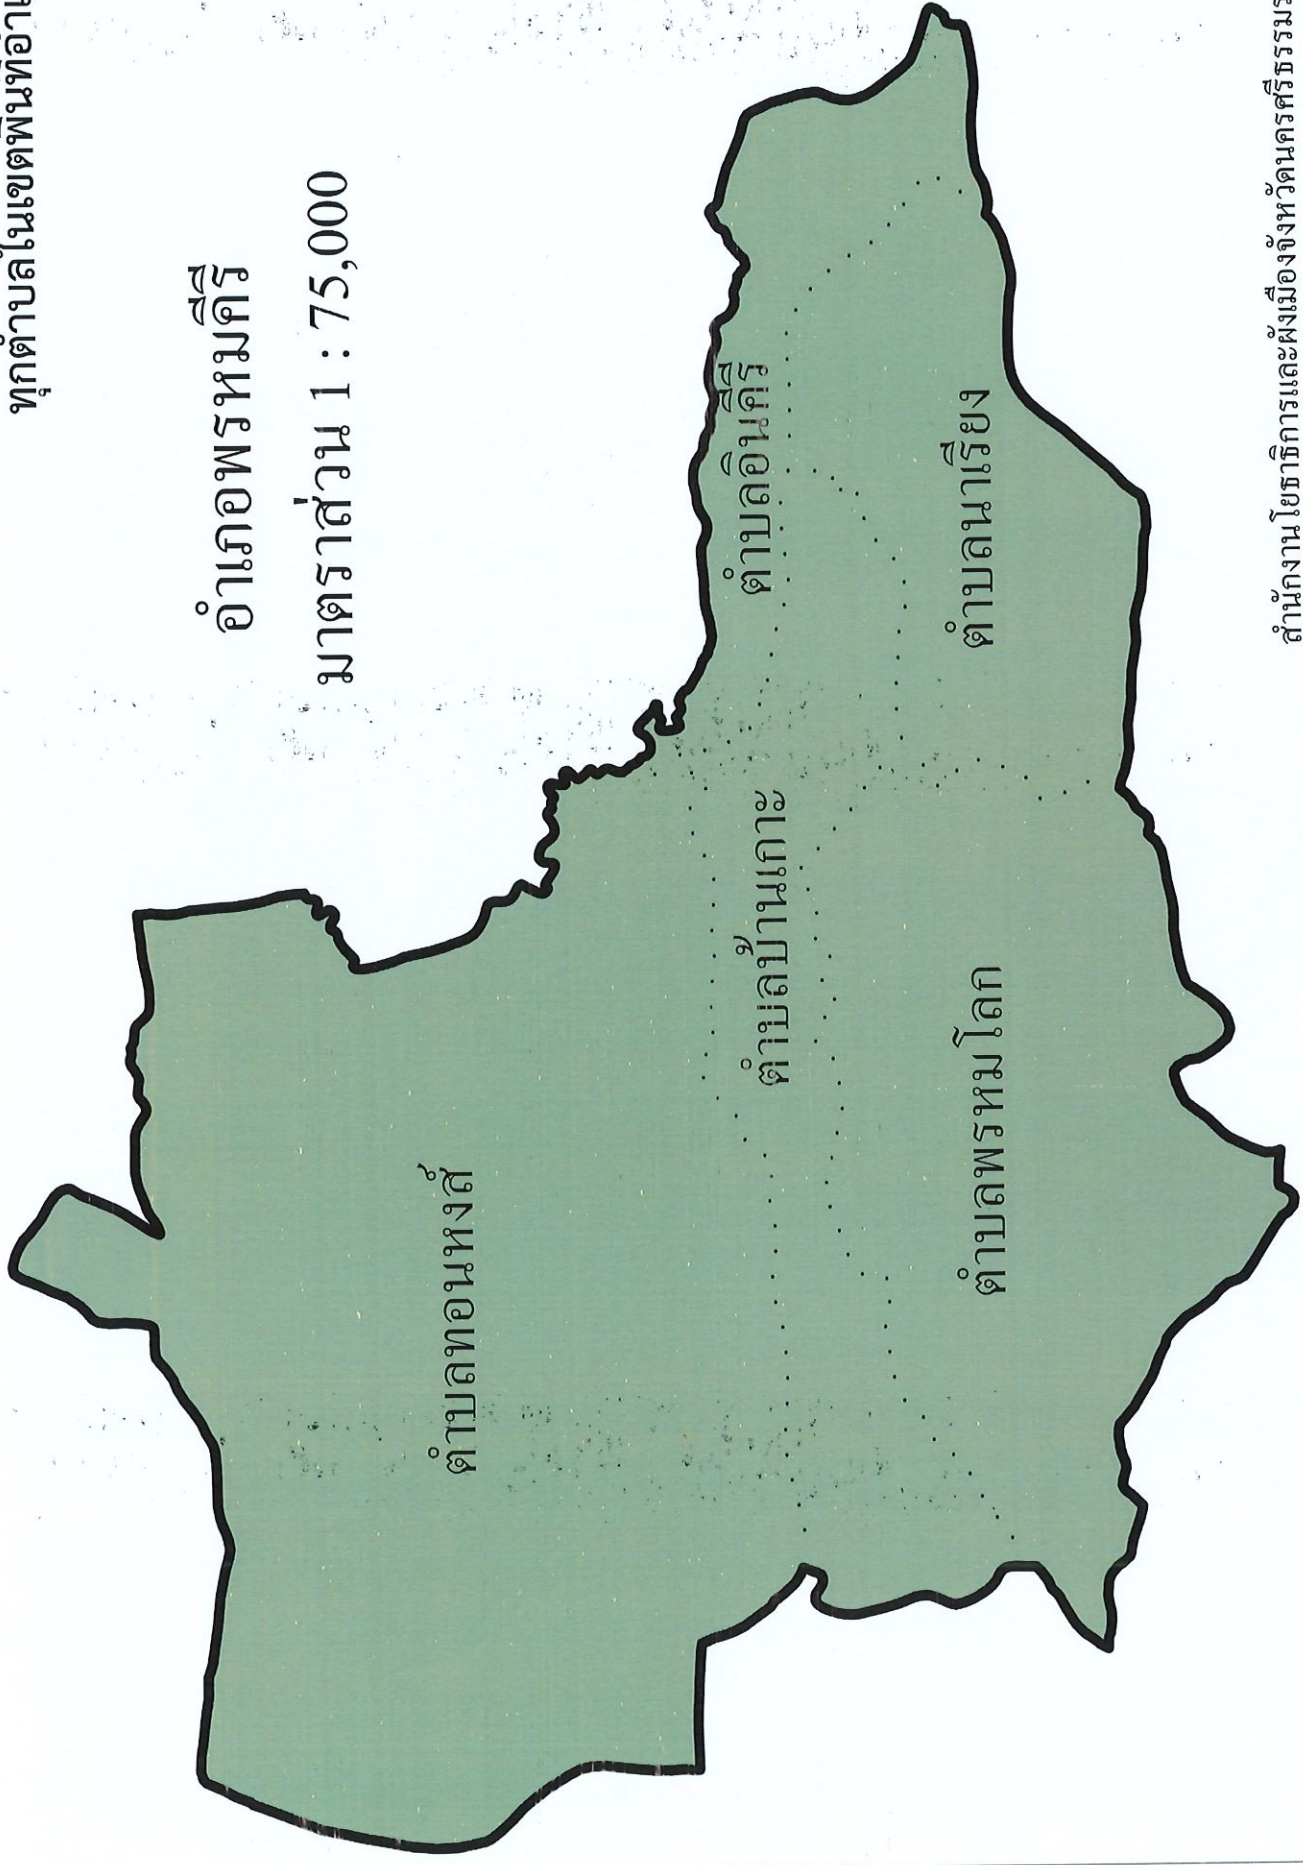 ทุกตำบลในเขตพื้นที่อำเ
อำเภอพรหมคีรี
มาตราส่วน 1 : 75,000
ตำบลทอนหงส์
ตำบลบ้านเกาะ
ตำบลอินคีรี
ตำบลพรหมโลก
ตำบลนาเรียง
สำนักงานโยธาธิการและผังเมืองจังหวัดนครศรีธรรมร